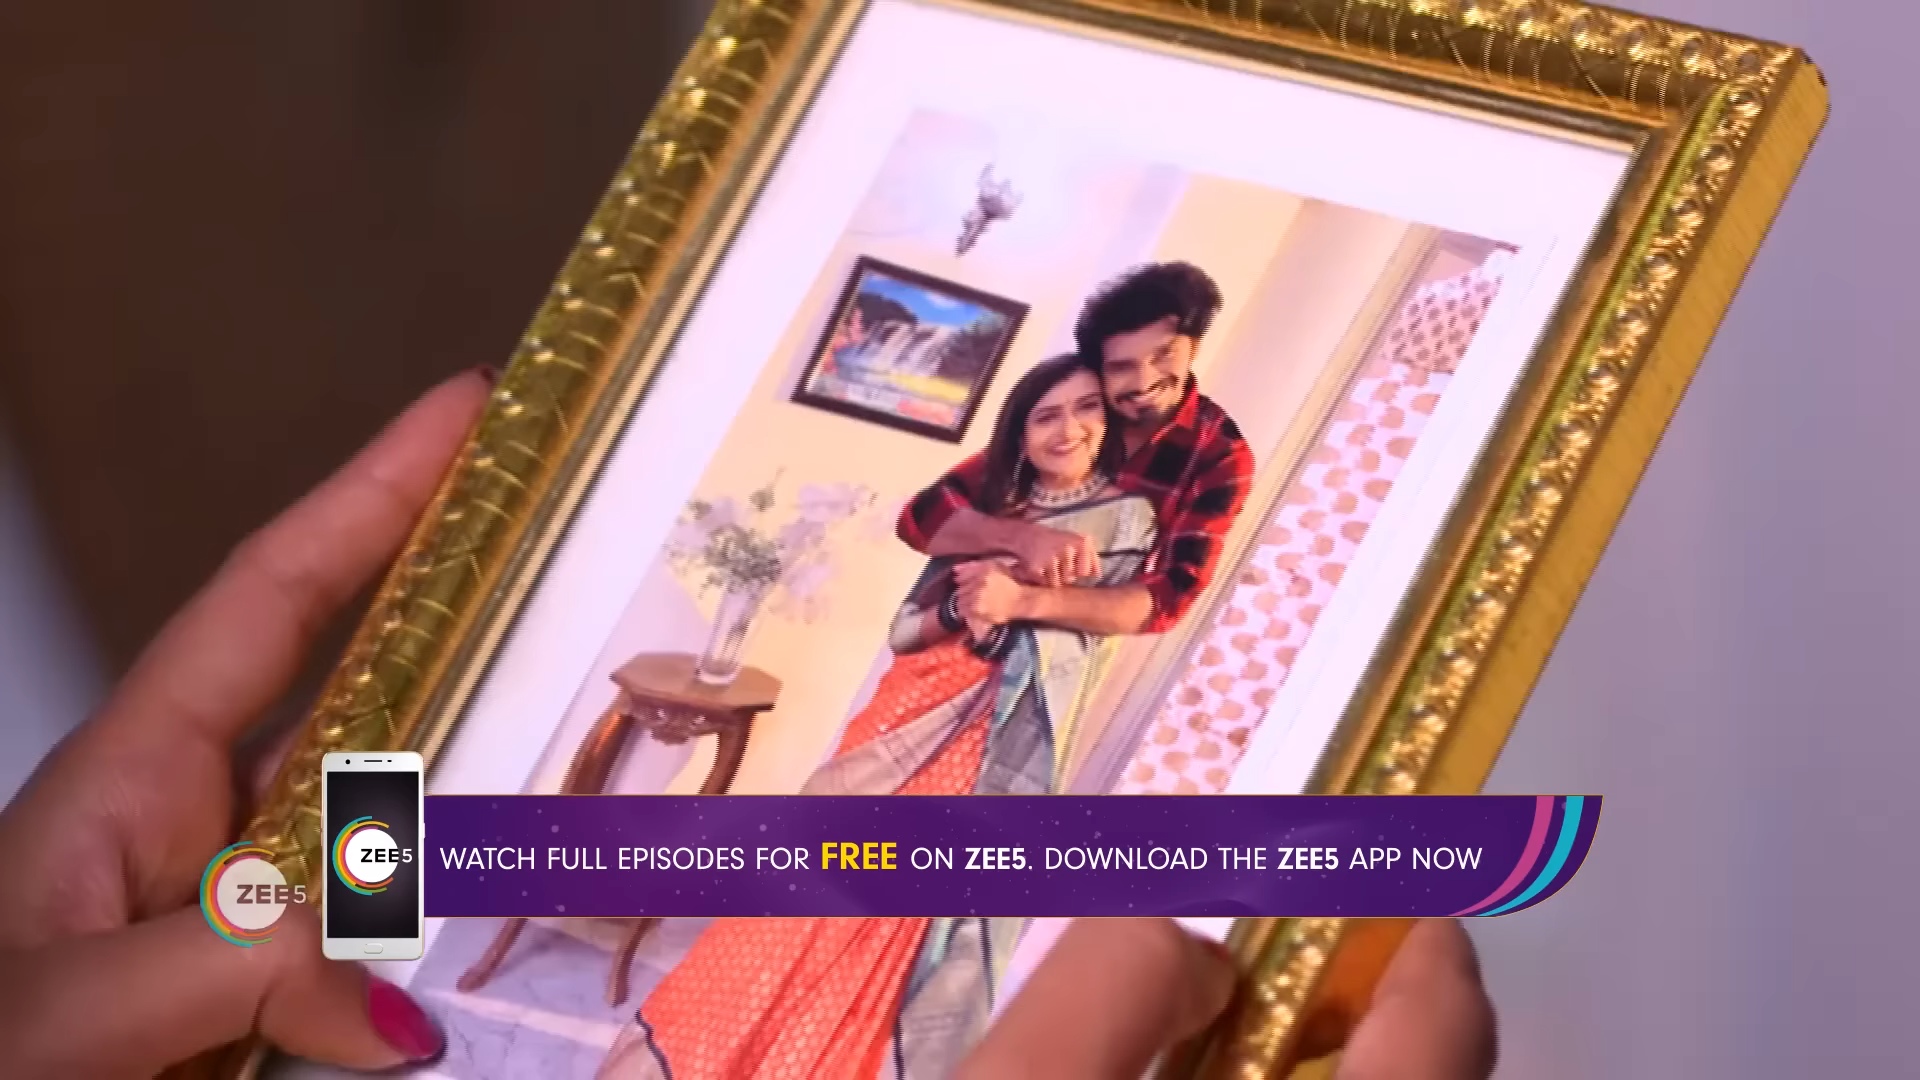 ZEE5
ZEE5
WATCH FULL EPISODES FOR FREE ON ZEE5. DOWNLOAD THE ZEE5 APP NOW